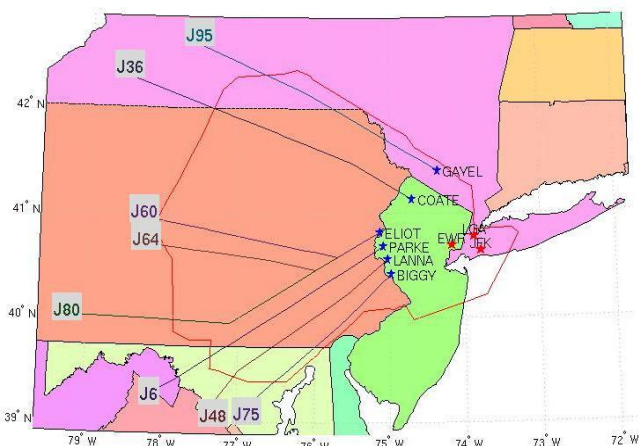 J95
J36
42° N
GAYEL
COATE
41° N
J60
J64
ELIOT
PARKE
LANNA
BIGGY
LGA
EWR
JFK
J80
40° N
J6
J48
J75
39° N
79° W
78° W
77° W
76° W
75° W
74° W
73° W
72° W